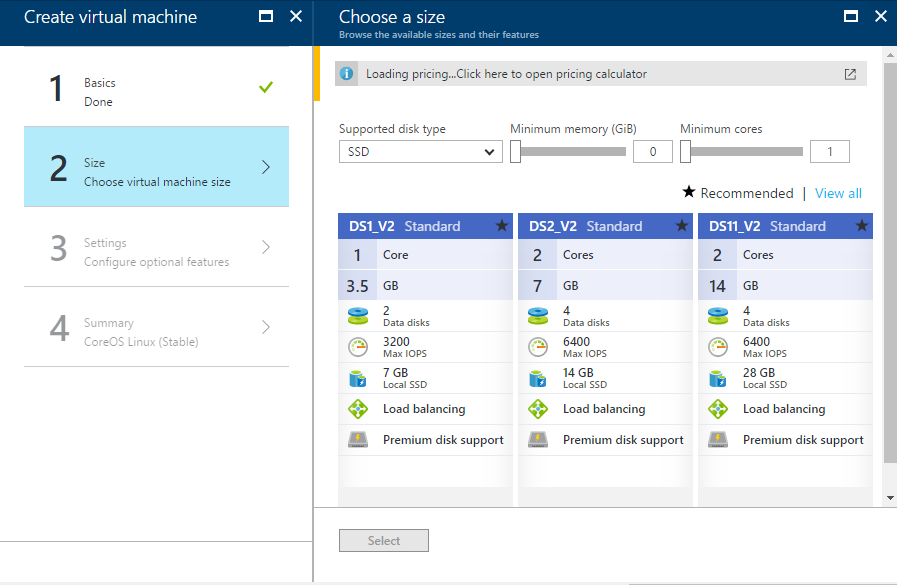 Create virtual machine
1
Basics
Done
2
Size
Choose virtual machine size
3
Settings
Configure optional features
4
Summary
CoreOS Linux (Stable)
Choose a size
Browse the available sizes and their features
Loading pricing...Click here to open pricing calculator
Supported disk type
SSD
Minimum memory (GiB)
0
Minimum cores
1
★ Recommended | View all
DS1_V2 Standard ★
1 Core
3.5 GB
2
Data disks
3200
Max IOPS
7 GB
Local SSD
Load balancing
Premium disk support
DS2_V2 Standard ★
2 Cores
7 GB
4
Data disks
6400
Max IOPS
14 GB
Local SSD
Load balancing
Premium disk support
DS11_V2 Standard ★
2 Cores
14 GB
4
Data disks
6400
Max IOPS
28 GB
Local SSD
Load balancing
Premium disk support
Select